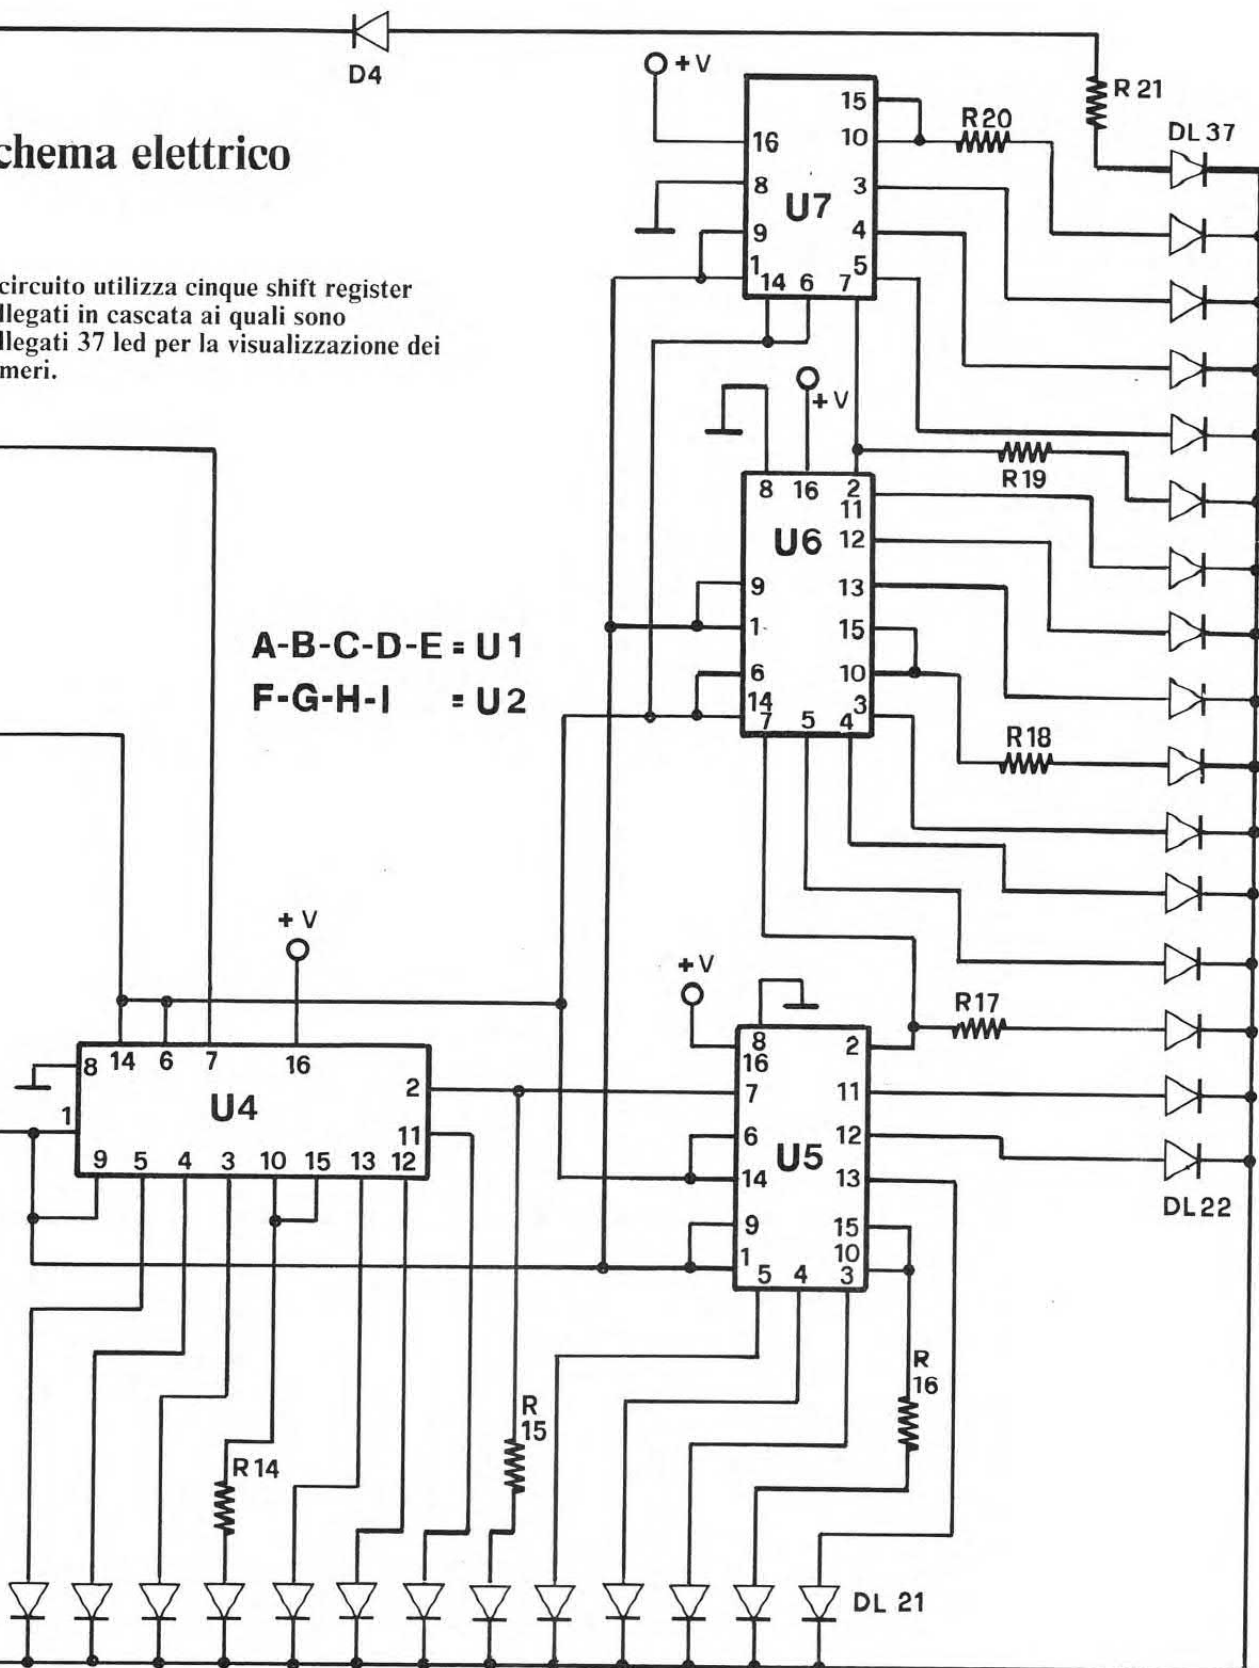 D4
+V
R 21
DL 37
R20
chema elettrico
16
8
9
1
14
6
7
15
10
3
4
5
U7
circuito utilizza cinque shift register
llegati in cascata ai quali sono
llegati 37 led per la visualizzazione dei
meri.
+V
R19
8
16
2
11
U6
12
9
13
1
15
6
10
14
3
7
5
4
R18
A-B-C-D-E = U1
F-G-H-I = U2
+ V
+V
R17
8
14
6
7
16
2
U4
1
11
9
5
4
3
10
15
13
12
8
2
16
7
11
6
12
U5
14
13
9
15
1
10
5
4
3
DL22
R
16
R
15
R14
DL 21